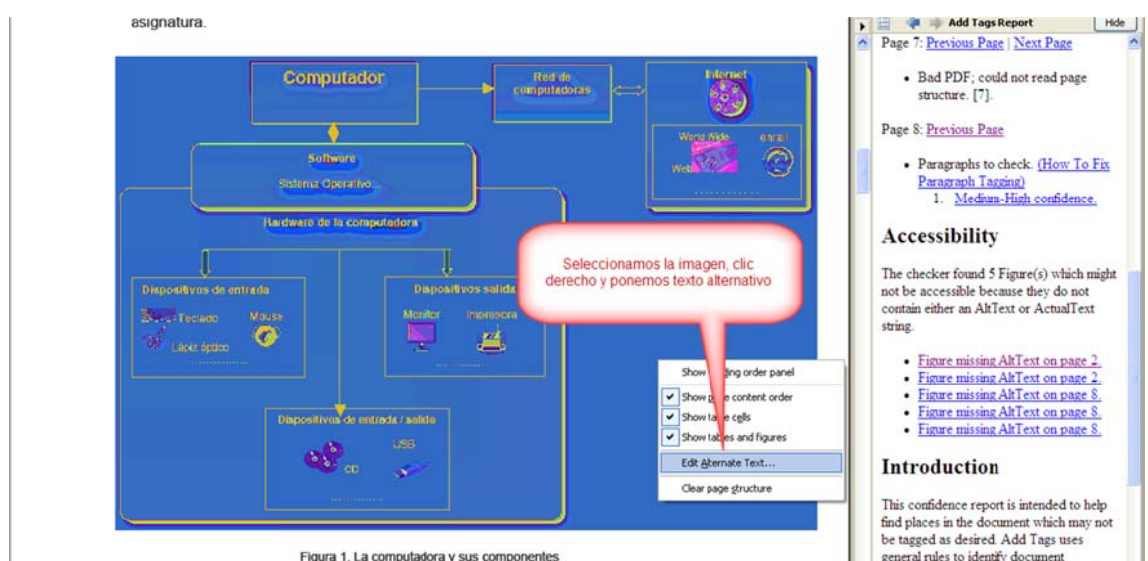 asignatura.
Computador
Red de
computadoras
Internet
World Wide
Web
email
Software
Sistema Operativo...
Hardware de la computadora
Dispositivos de entrada
Teclado
Mouse
Lápiz óptico
Dispositivos salida
Monitor
Impresora
Dispositivos de entrada / salida
CD
USB
Figura 1. La computadora y sus componentes
Seleccionamos la imagen, clic
derecho y ponemos texto alternativo
Show reading order panel
Show page content order
Show table cells
Show tables and figures
Edit Alternate Text...
Clear page structure
Add Tags Report
Hide
Page 7: Previous Page | Next Page
• Bad PDF; could not read page
structure. [7].
Page 8: Previous Page
• Paragraphs to check. (How To Fix
Paragraph Tagging)
1. Medium-High confidence.
Accessibility
The checker found 5 Figure(s) which might
not be accessible because they do not
contain either an AltText or ActualText
string.
• Figure missing AltText on page 2.
• Figure missing AltText on page 2.
• Figure missing AltText on page 8.
• Figure missing AltText on page 8.
• Figure missing AltText on page 8.
Introduction
This confidence report is intended to help
find places in the document which may not
be tagged as desired. Add Tags uses
general rules to identify document